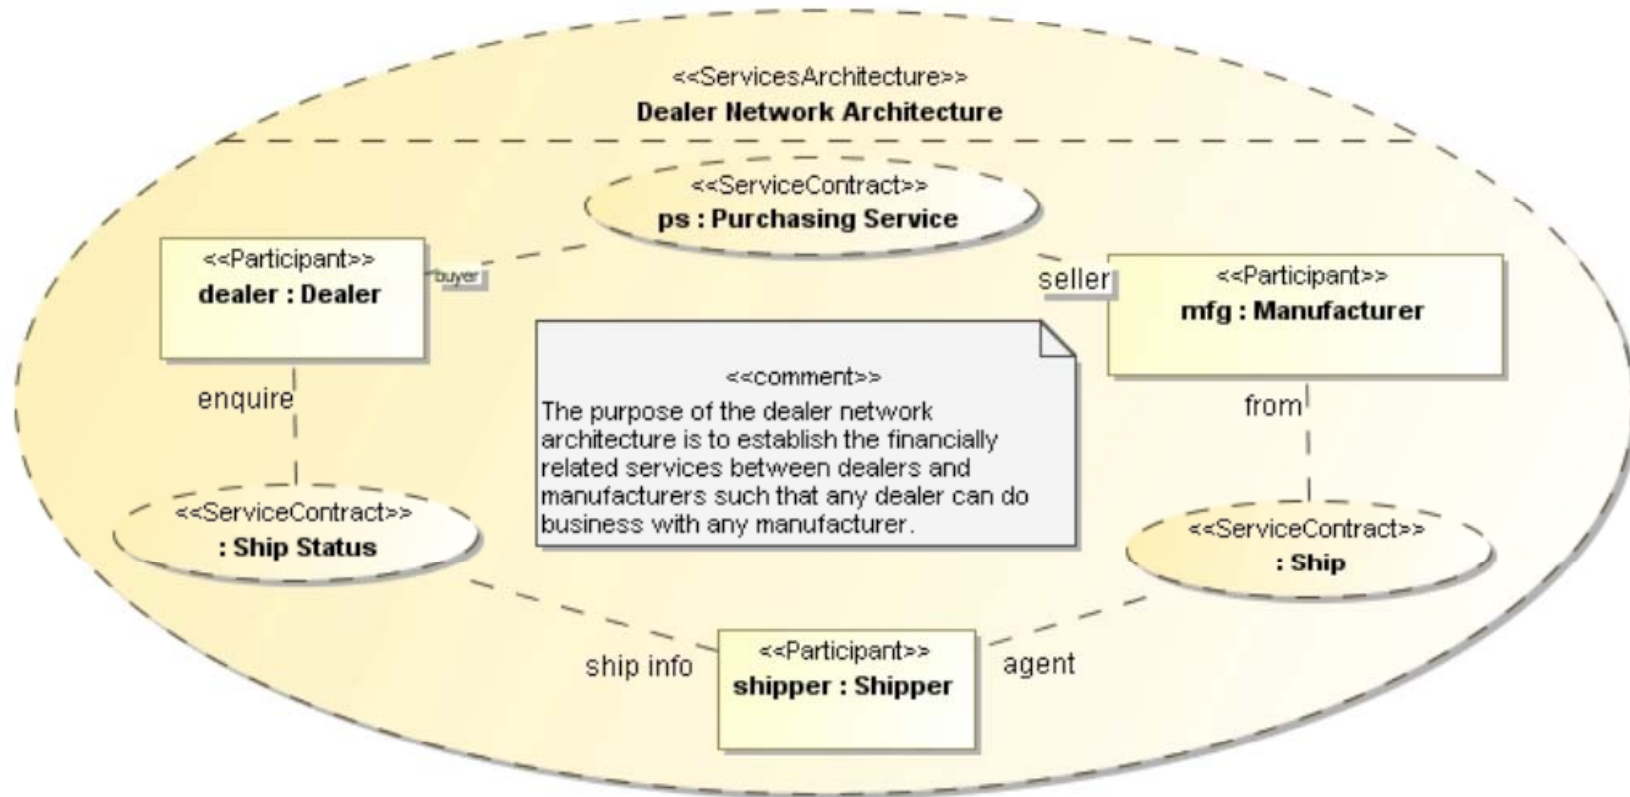 <<ServicesArchitecture>>
Dealer Network Architecture
<<ServiceContract>>
ps : Purchasing Service
<<Participant>>
dealer : Dealer
buyer
seller
<<Participant>>
mfg : Manufacturer
<<comment>>
The purpose of the dealer network
architecture is to establish the financially
related services between dealers and
manufacturers such that any dealer can do
business with any manufacturer.
enquire
from
<<ServiceContract>>
: Ship Status
<<ServiceContract>>
: Ship
ship info
<<Participant>>
shipper : Shipper
agent